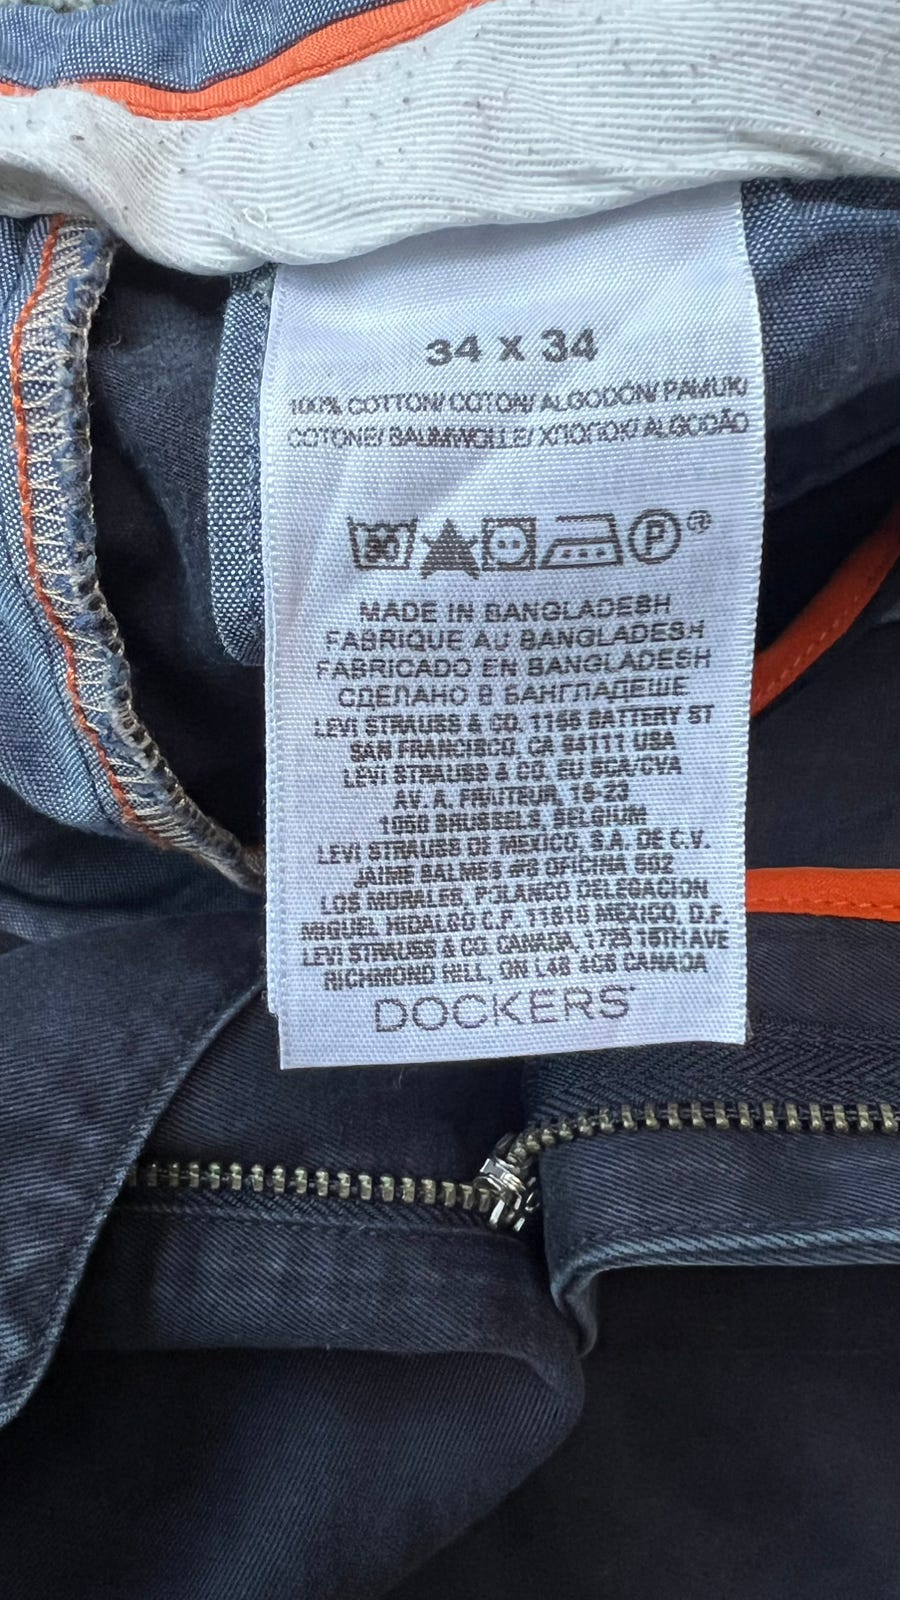 34 x 34
100% COTTON/ COTON/ ALGODÓN/ PAMUK/
COTONE/ BAUMWOLLE/ ΧΠΟΠΟΚ/ ALGODÃO
30 P ®
MADE IN BANGLADESH
FABRIQUE AU BANGLADESH
FABRICADO EN BANGLADESH
СДЕЛАНО В БАНГЛАДЕШЕ
LEVI STRAUSS & CO. 1155 BATTERY ST
SAN FRANCISCO, CA 94111 USA
LEVI STRAUSS & CO. EU SCA/CVA
AV. A. FRAITEUR, 15-23
1050 BRUSSELS, BELGIUM
LEVI STRAUSS DE MEXICO, S.A. DE C.V.
JAIME BALMES #8 OFICINA 602
LOS MORALES, POLANCO DELEGACION
MIGUEL HIDALGO C.P. 11510 MEXICO, D.F.
LEVI STRAUSS & CO. CANADA, 1725 16TH AVE
RICHMOND HILL, ON L4B 4C6 CANADA
DOCKERS